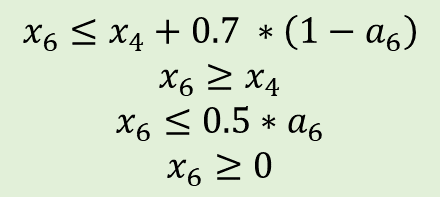 x₆ ≤ x₄ + 0.7 * (1 − a₆)
x₆ ≥ x₄
x₆ ≤ 0.5 * a₆
x₆ ≥ 0